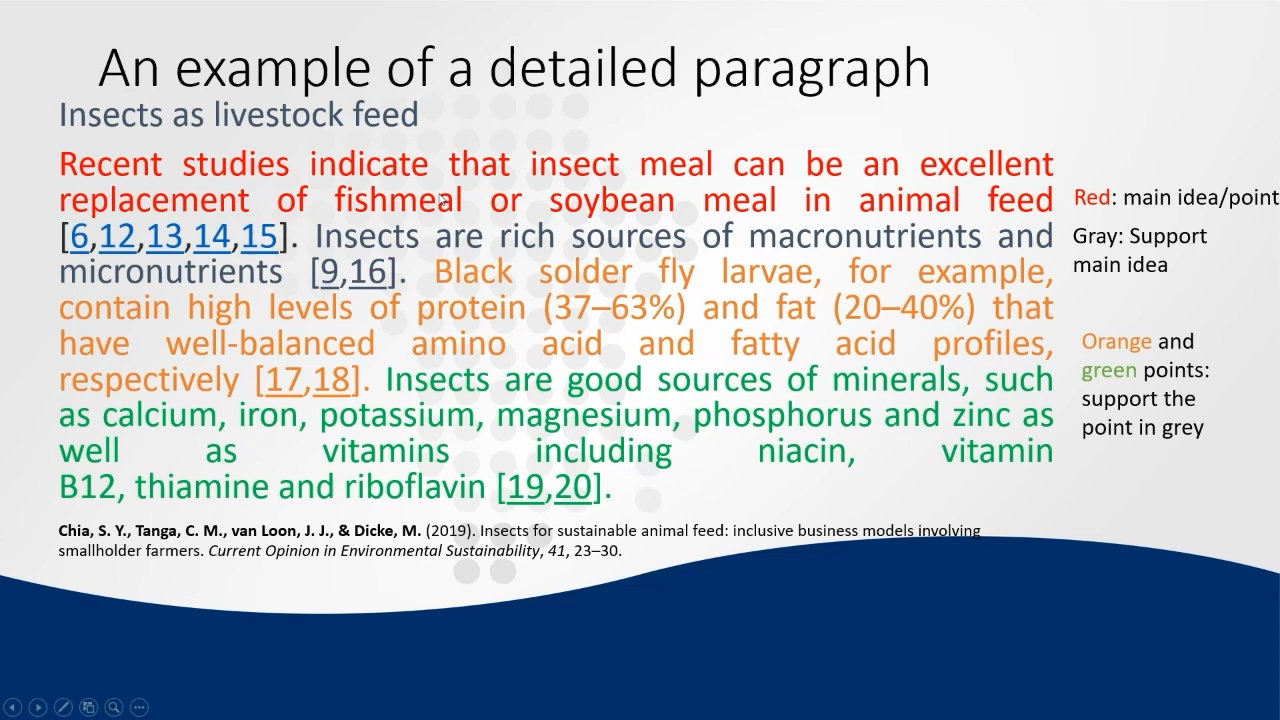 An example of a detailed paragraph
Insects as livestock feed
Recent studies indicate that insect meal can be an excellent
replacement of fishmeal or soybean meal in animal feed
[6,12,13,14,15]. Insects are rich sources of macronutrients and
micronutrients [9,16]. Black solder fly larvae, for example,
contain high levels of protein (37–63%) and fat (20–40%) that
have well-balanced amino acid and fatty acid profiles,
respectively [17,18]. Insects are good sources of minerals, such
as calcium, iron, potassium, magnesium, phosphorus and zinc as
well as vitamins including niacin, vitamin
B12, thiamine and riboflavin [19,20].
Red: main idea/point
Gray: Support
main idea
Orange and
green points:
support the
point in grey
Chia, S. Y., Tanga, C. M., van Loon, J. J., & Dicke, M. (2019). Insects for sustainable animal feed: inclusive business models involving
smallholder farmers. Current Opinion in Environmental Sustainability, 41, 23–30.